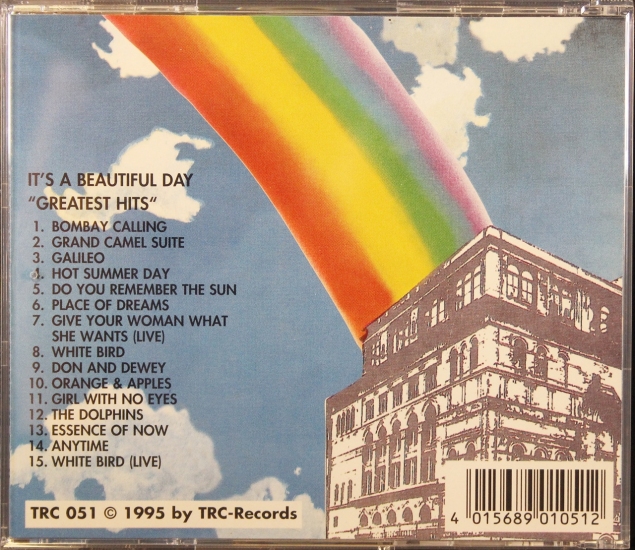 IT'S A BEAUTIFUL DAY
"GREATEST HITS"
1. BOMBAY CALLING
2. GRAND CAMEL SUITE
3. GALILEO
4. HOT SUMMER DAY
5. DO YOU REMEMBER THE SUN
6. PLACE OF DREAMS
7. GIVE YOUR WOMAN WHAT
SHE WANTS (LIVE)
8. WHITE BIRD
9. DON AND DEWEY
10. ORANGE & APPLES
11. GIRL WITH NO EYES
12. THE DOLPHINS
13. ESSENCE OF NOW
14. ANYTIME
15. WHITE BIRD (LIVE)
TRC 051 © 1995 by TRC-Records
4 015689 010512